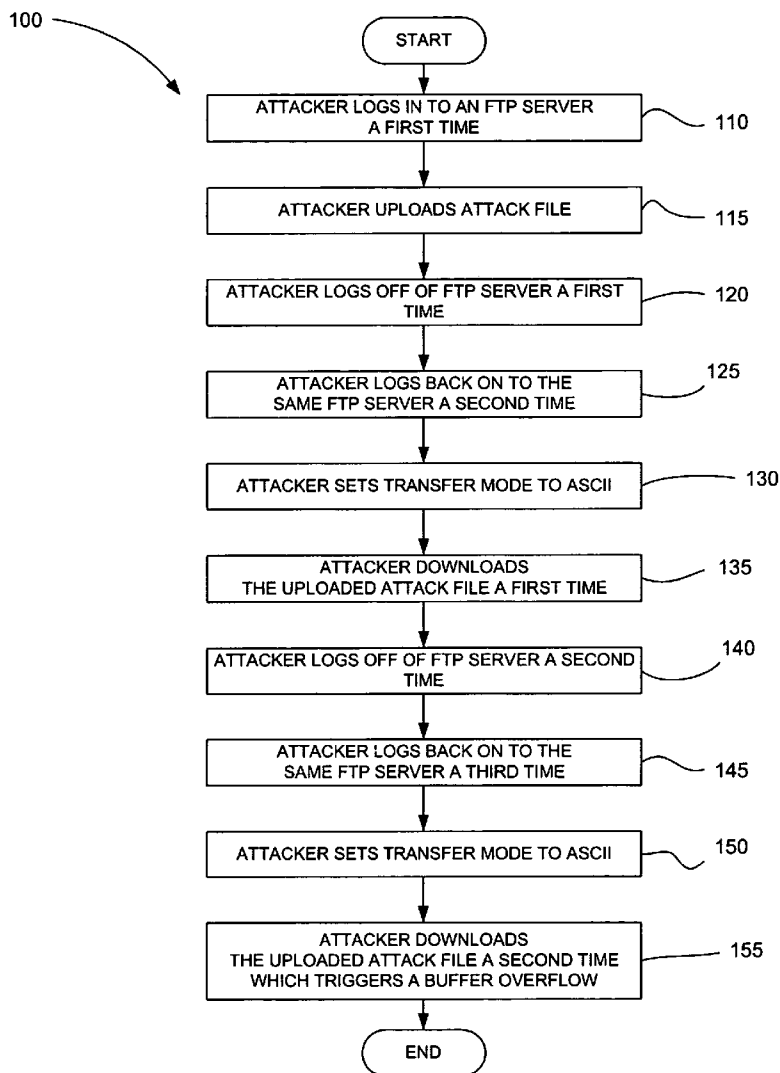 100
START
ATTACKER LOGS IN TO AN FTP SERVER
A FIRST TIME
110
ATTACKER UPLOADS ATTACK FILE
115
ATTACKER LOGS OFF OF FTP SERVER A FIRST
TIME
120
ATTACKER LOGS BACK ON TO THE
SAME FTP SERVER A SECOND TIME
125
ATTACKER SETS TRANSFER MODE TO ASCII
130
ATTACKER DOWNLOADS
THE UPLOADED ATTACK FILE A FIRST TIME
135
ATTACKER LOGS OFF OF FTP SERVER A SECOND
TIME
140
ATTACKER LOGS BACK ON TO THE
SAME FTP SERVER A THIRD TIME
145
ATTACKER SETS TRANSFER MODE TO ASCII
150
ATTACKER DOWNLOADS
THE UPLOADED ATTACK FILE A SECOND TIME
WHICH TRIGGERS A BUFFER OVERFLOW
155
END